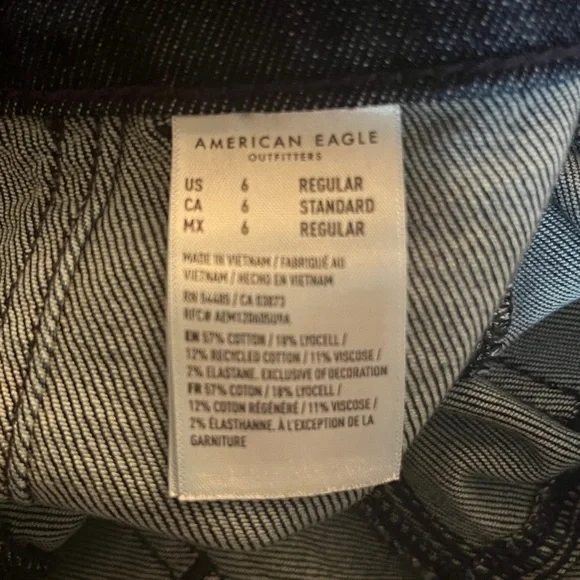 AMERICAN EAGLE
OUTFITTERS
US 6 REGULAR
CA 6 STANDARD
MX 6 REGULAR
MADE IN VIETNAM / FABRIQUÉ AU
VIETNAM / HECHO EN VIETNAM
RN 54485 / CA 03873
RFC#
EN 57% COTTON / 18% LYOCELL /
12% RECYCLED COTTON / 11% VISCOSE /
2% ELASTANE. EXCLUSIVE OF DECORATION
FR 57% COTON / 18% LYOCELL /
12% COTON RÉGÉNÉRÉ / 11% VISCOSE /
2% ÉLASTHANNE. À L'EXCEPTION DE LA
GARNITURE